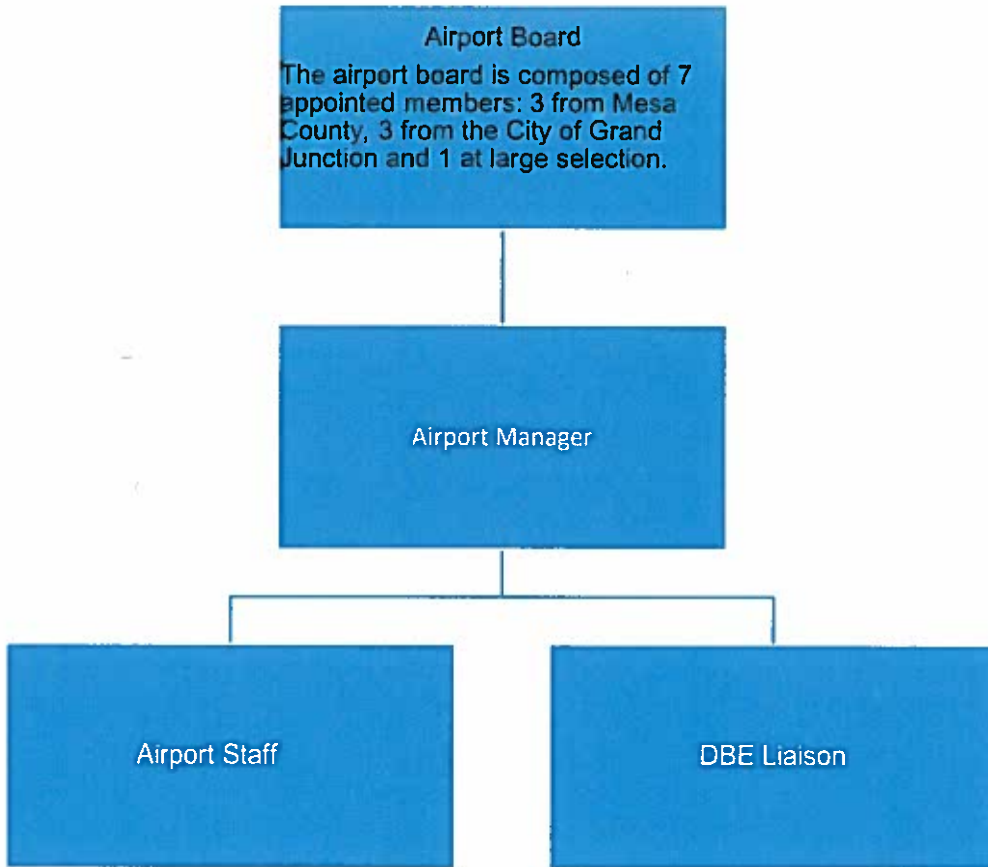 Airport Board
The airport board is composed of 7
appointed members: 3 from Mesa
County, 3 from the City of Grand
Junction and 1 at large selection.
Airport Manager
Airport Staff
DBE Liaison